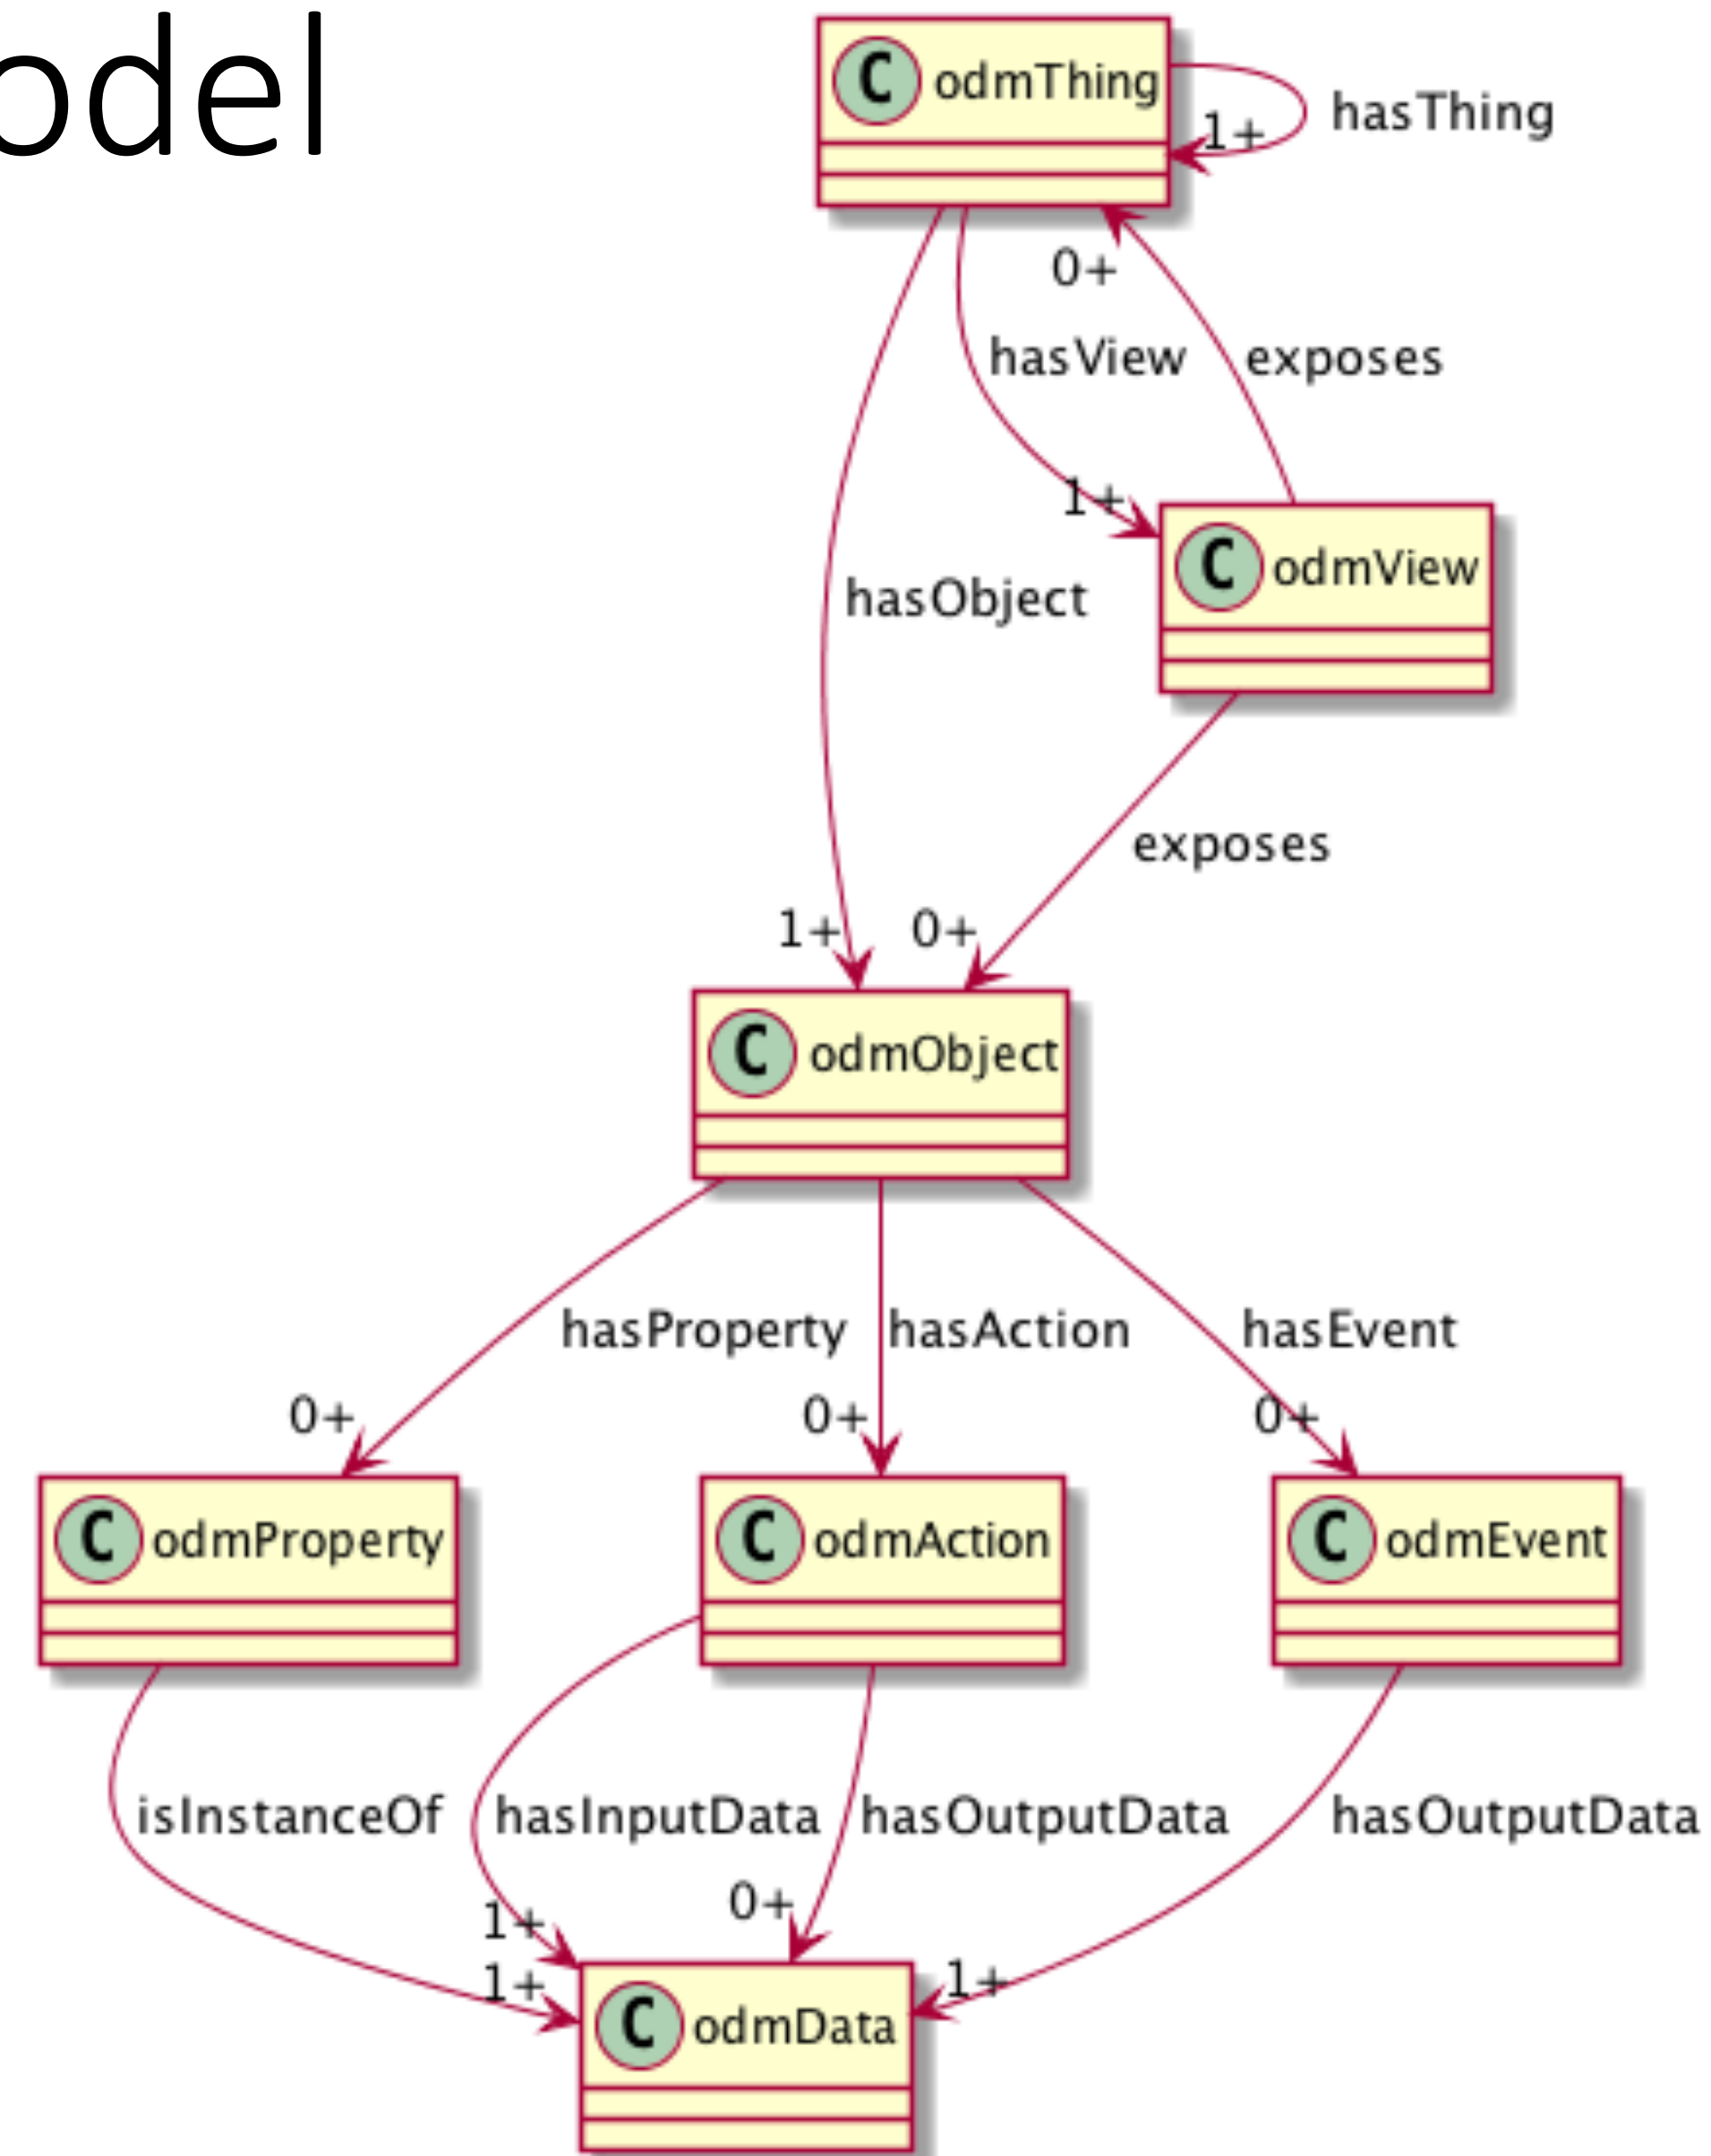 odel
C odmThing
1+ hasThing
0+
hasView exposes
1+
C odmView
hasObject
exposes
1+ 0+
C odmObject
hasProperty hasAction hasEvent
0+ 0+ 0+
C odmProperty C odmAction C odmEvent
isInstanceOf hasInputData hasOutputData hasOutputData
0+
1+
1+ 1+
C odmData